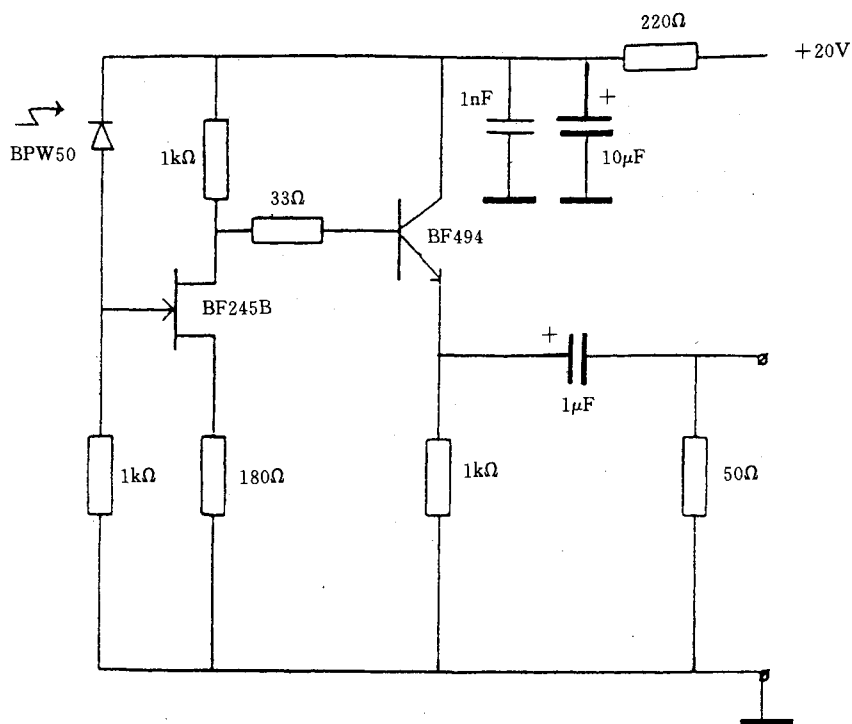 220Ω
+20V
1nF
+
10µF
BPW50
1kΩ
33Ω
BF494
BF245B
+
1µF
1kΩ
180Ω
1kΩ
50Ω